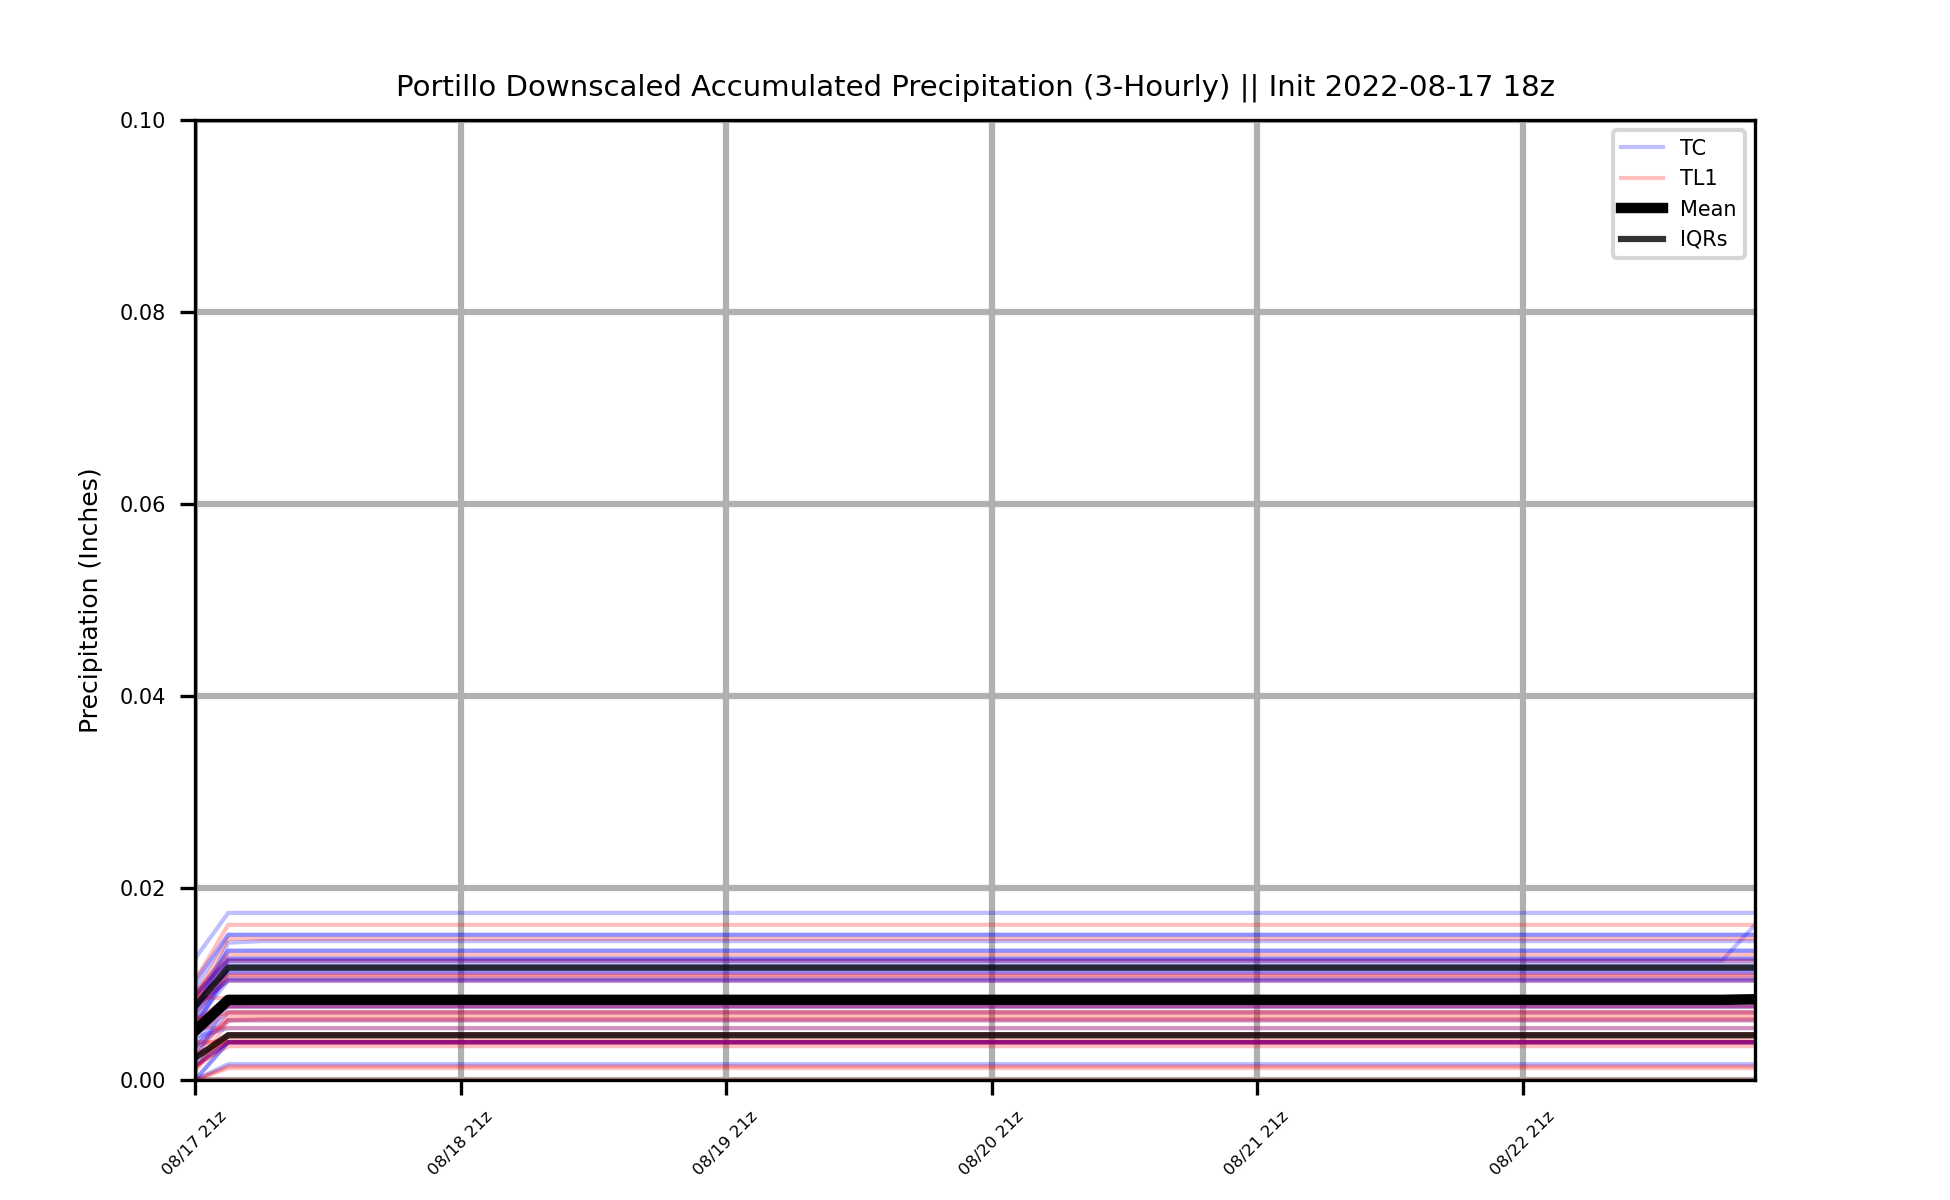 Portillo Downscaled Accumulated Precipitation (3-Hourly) || Init 2022-08-17 18z
TC
TL1
Mean
IQRs
Precipitation (Inches)
0.10
0.08
0.06
0.04
0.02
0.00
08/17 21z
08/18 21z
08/19 21z
08/20 21z
08/21 21z
08/22 21z